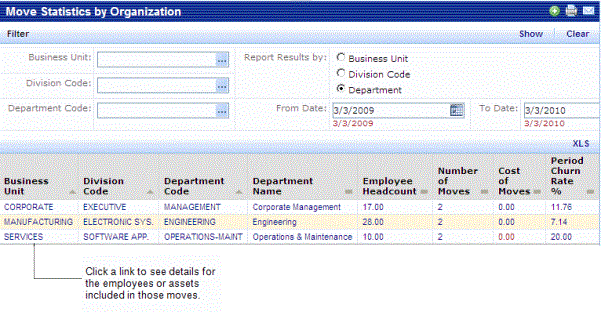 Move Statistics by Organization
Filter Show Clear
Business Unit: ... Report Results by: Business Unit
Division Code: ... Division Code
Department Code: ... Department
From Date: 3/3/2009 To Date: 3/3/2010
3/3/2009 3/3/2010
XLS
Business Unit Division Code Department Code Department Name Employee Headcount Number of Moves Cost of Moves Period Churn Rate %
CORPORATE EXECUTIVE MANAGEMENT Corporate Management 17.00 2 0.00 11.76
MANUFACTURING ELECTRONIC SYS. ENGINEERING Engineering 28.00 2 0.00 7.14
SERVICES SOFTWARE APP. OPERATIONS-MAINT Operations & Maintenance 10.00 2 0.00 20.00
Click a link to see details for
the employees or assets
included in those moves.